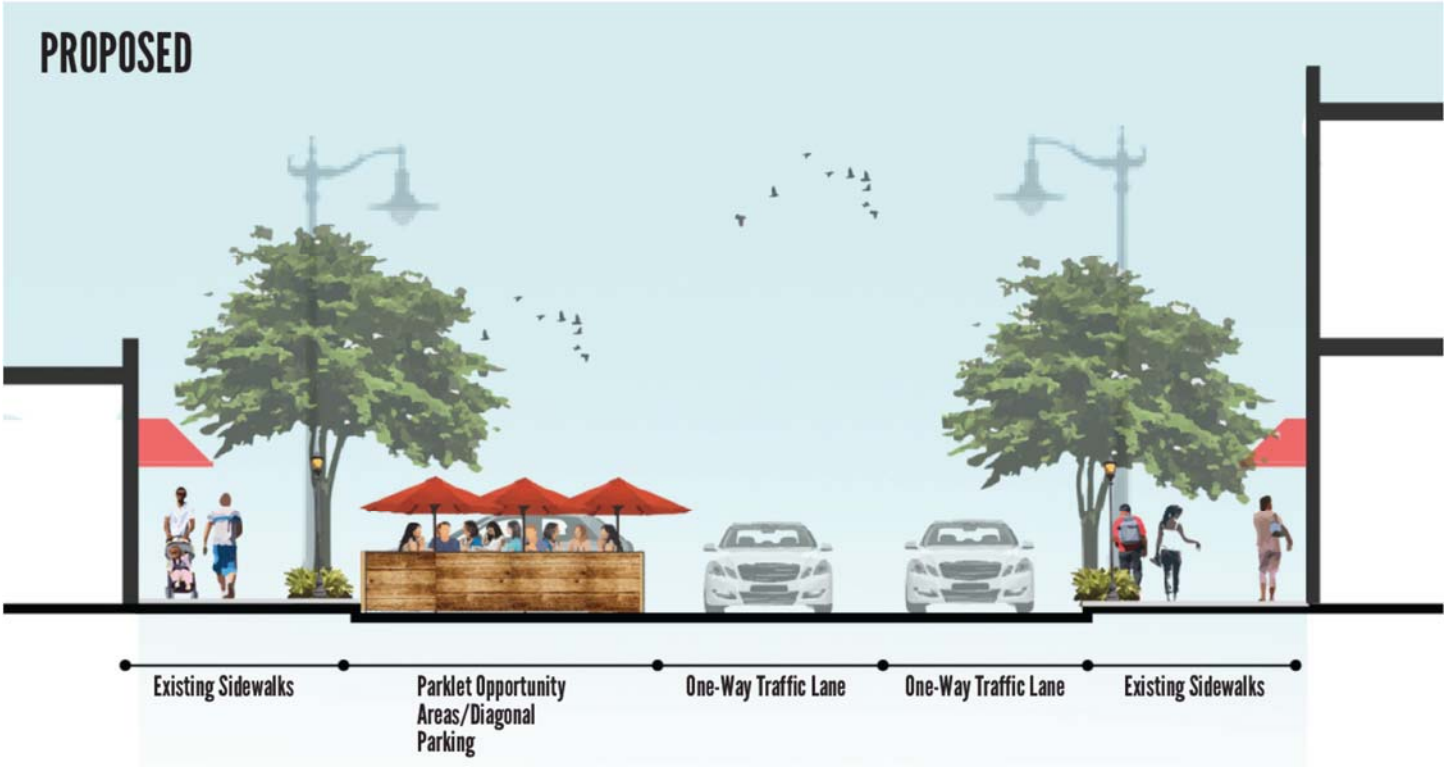 PROPOSED
Existing Sidewalks
Parklet Opportunity
Areas/Diagonal
Parking
One-Way Traffic Lane
One-Way Traffic Lane
Existing Sidewalks